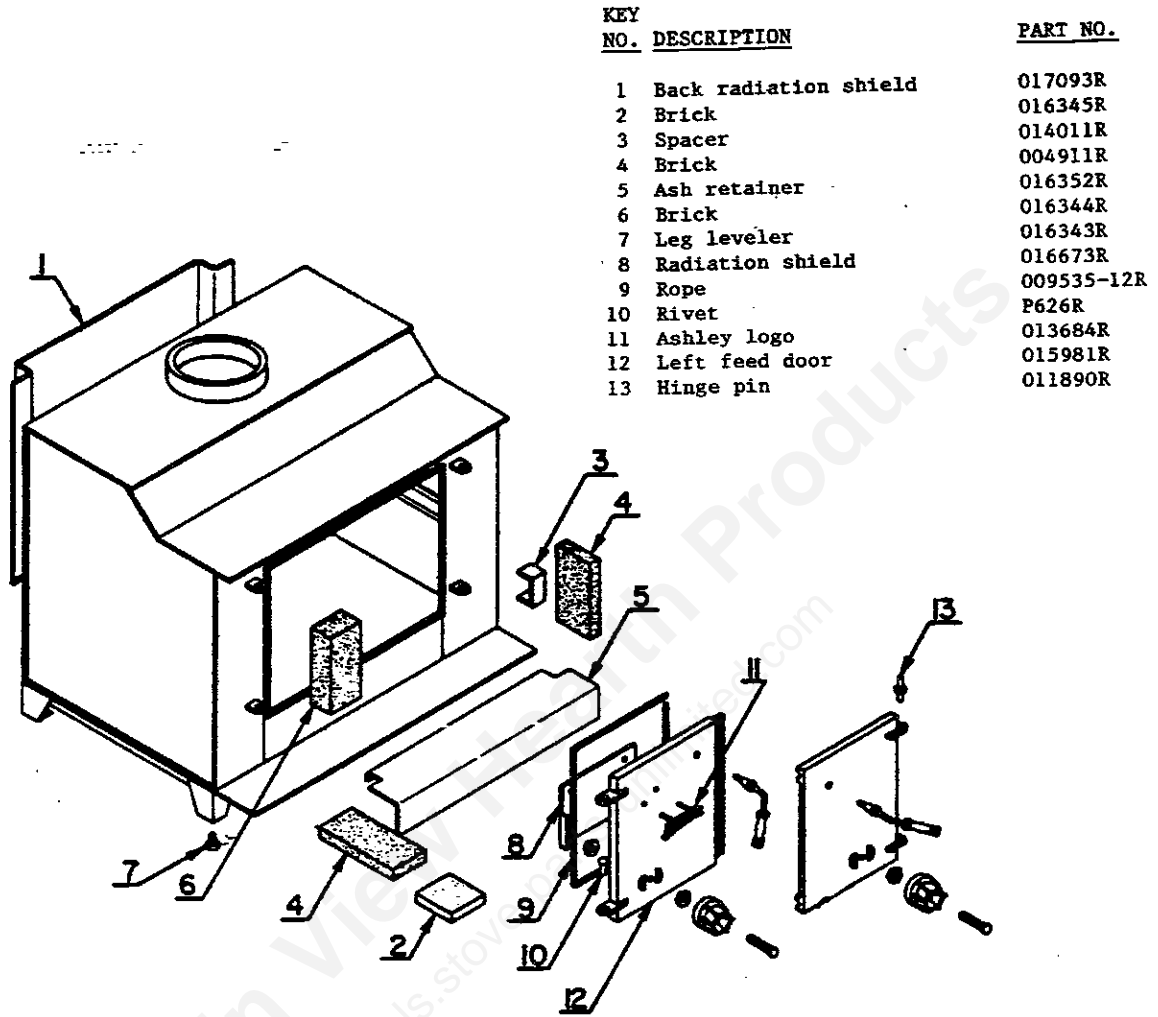 KEY
NO. DESCRIPTION PART NO.
1 Back radiation shield 017093R
2 Brick 016345R
3 Spacer 014011R
4 Brick 004911R
5 Ash retainer 016352R
6 Brick 016344R
7 Leg leveler 016343R
8 Radiation shield 016673R
9 Rope 009535-12R
10 Rivet P626R
11 Ashley logo 013684R
12 Left feed door 015981R
13 Hinge pin 011890R
1
3
4
5
13
11
7
6
4
2
8
9
10
12
View Hearth Products